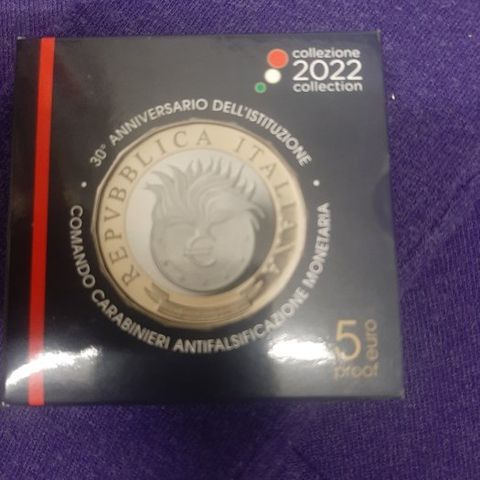 collezione
2022
collection
30° ANNIVERSARIO DELL'ISTITUZIONE
REPVBBLICA ITALIANA
COMANDO CARABINIERI ANTIFALSIFICAZIONE MONETARIA
5
euro
proof